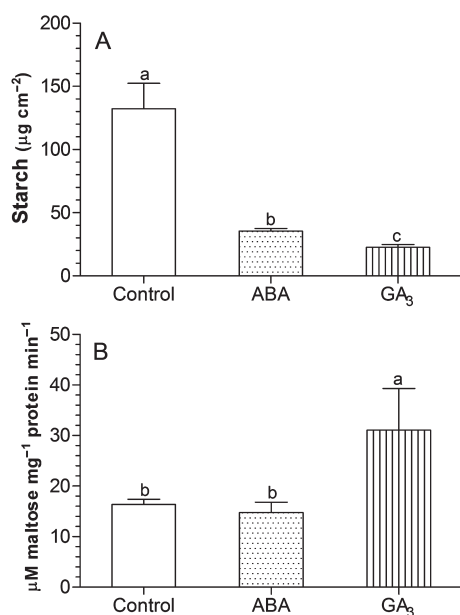 A
200
150
100
50
0
Starch (µg cm⁻²)
a
b
c
Control ABA GA₃
B
50
40
30
20
10
0
µM maltose mg⁻¹ protein min⁻¹
b
b
a
Control ABA GA₃